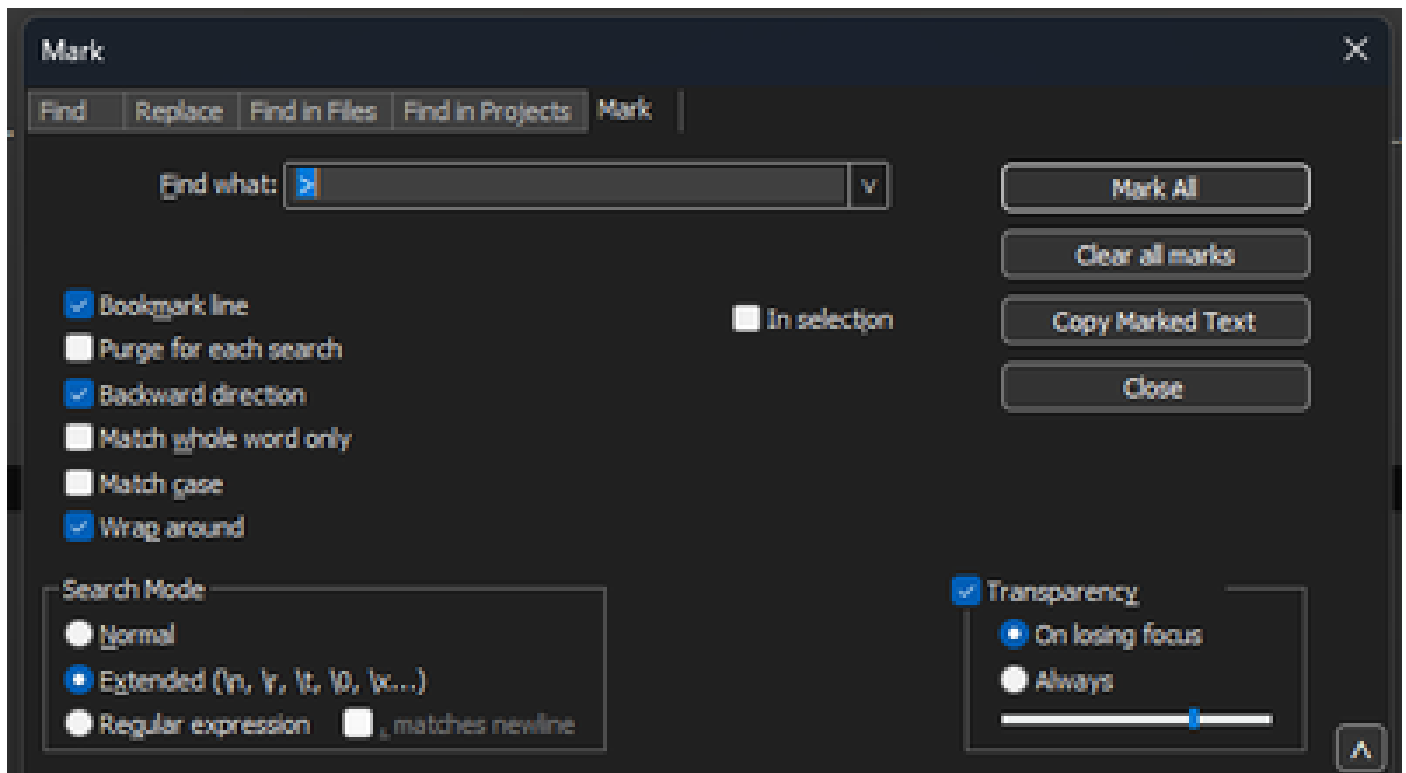 Mark
Find Replace Find in Files Find in Projects Mark
Find what: >
Mark All
Clear all marks
Bookmark line
In selection
Copy Marked Text
Purge for each search
Backward direction
Close
Match whole word only
Match case
Wrap around
Search Mode
Transparency
Normal
On losing focus
Extended (\n, \r, \t, \0, \x...)
Always
Regular expression . matches newline